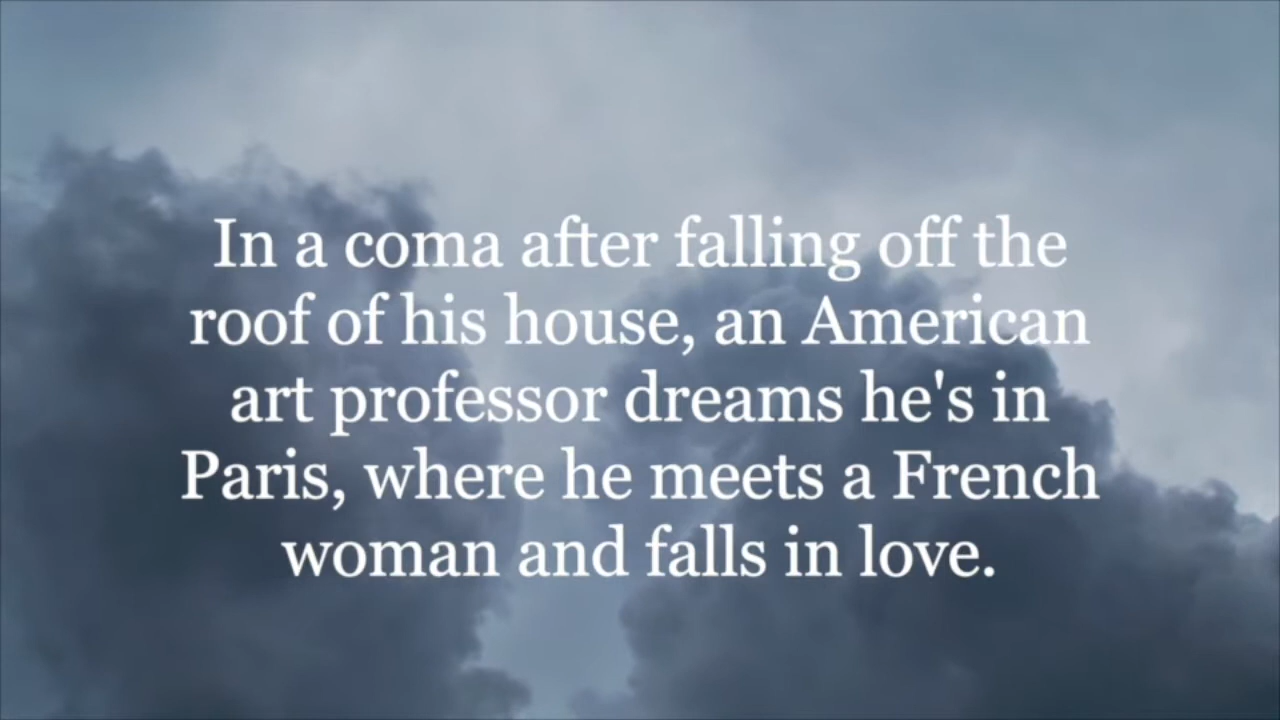 In a coma after falling off the
roof of his house, an American
art professor dreams he's in
Paris, where he meets a French
woman and falls in love.